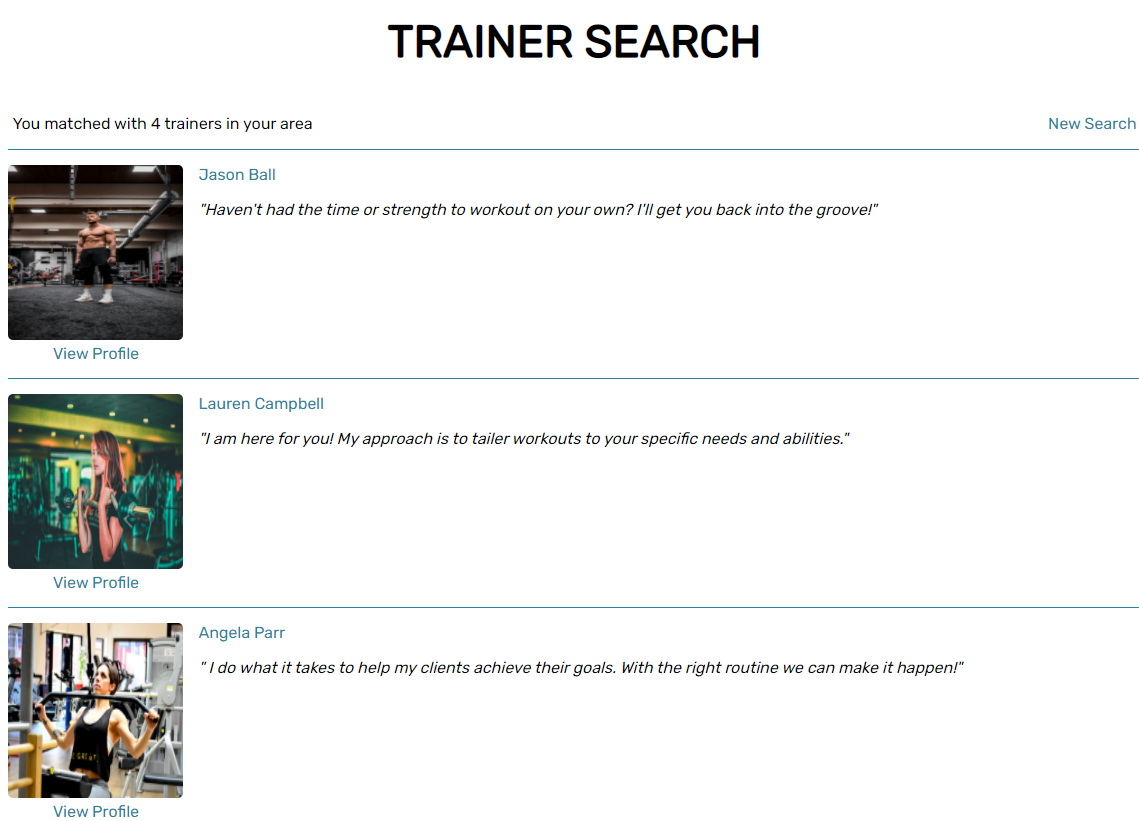 TRAINER SEARCH
You matched with 4 trainers in your area
New Search
Jason Ball
"Haven't had the time or strength to workout on your own? I'll get you back into the groove!"
View Profile
Lauren Campbell
"I am here for you! My approach is to tailer workouts to your specific needs and abilities."
View Profile
Angela Parr
" I do what it takes to help my clients achieve their goals. With the right routine we can make it happen!"
View Profile